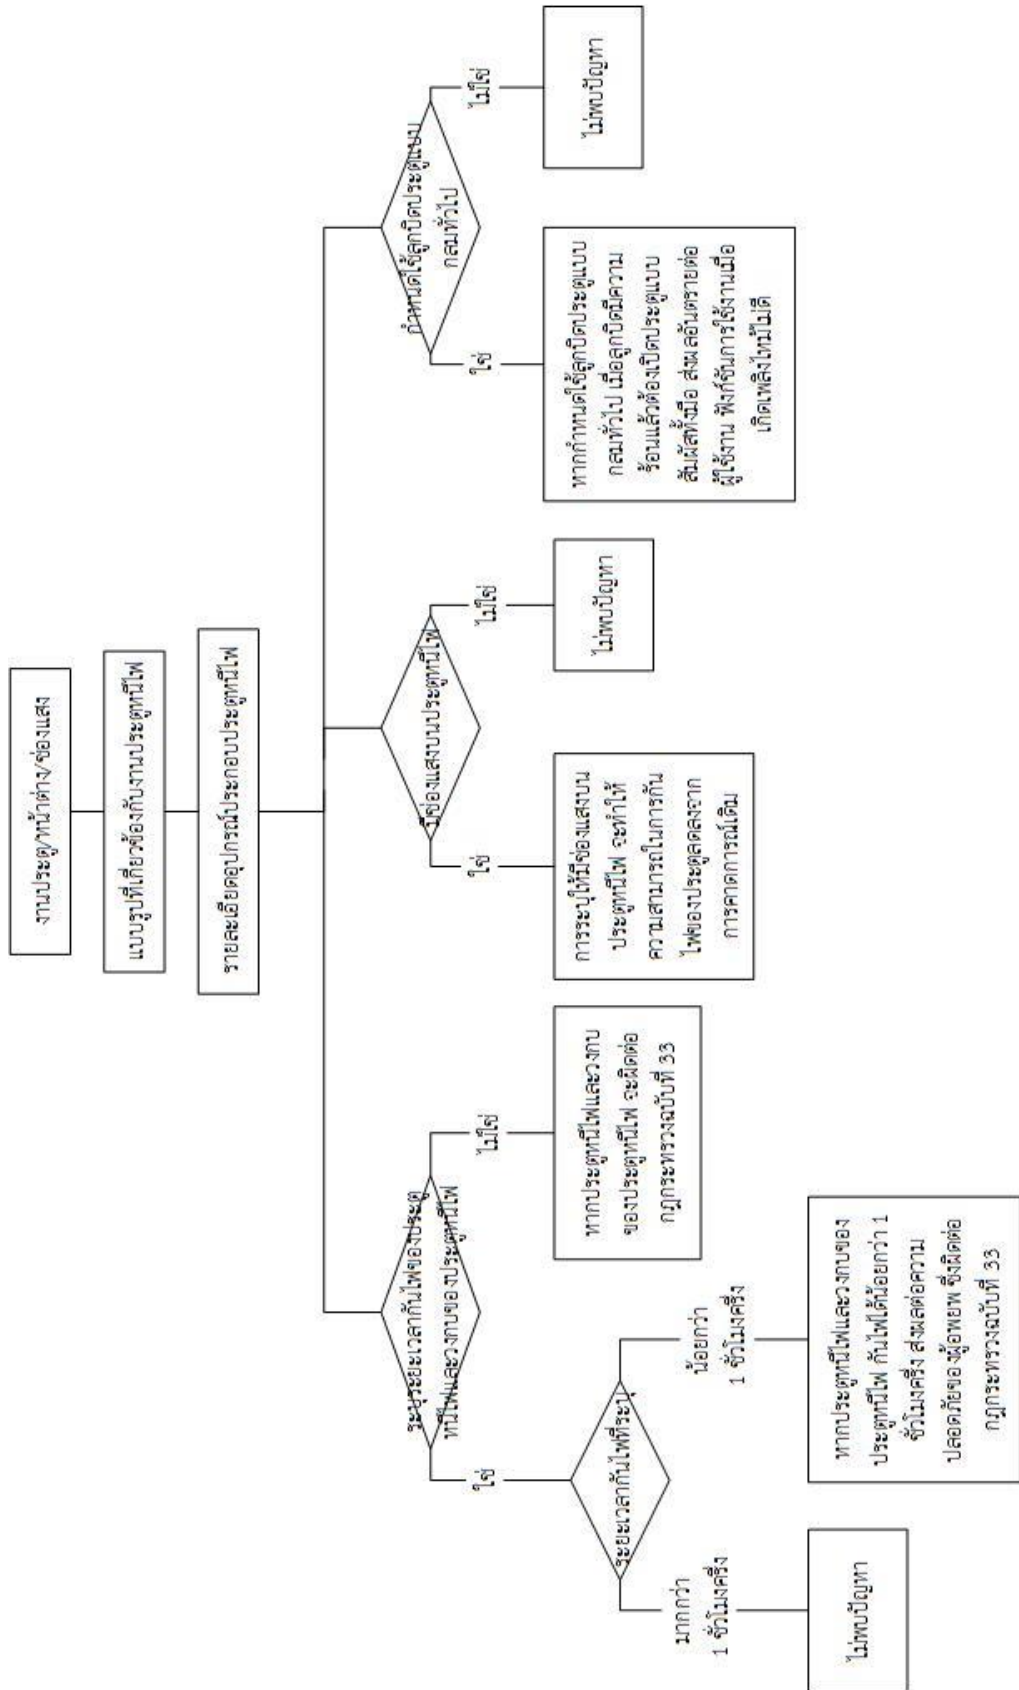 งานประตู/หน้าต่าง/ช่องแสง
แบบรูปที่เกี่ยวข้องกับงานประตูหนีไฟ
รายละเอียดอุปกรณ์ประกอบประตูหนีไฟ
ระบุระยะเวลากันไฟของประตู
หนีไฟและวงกบของประตูหนีไฟ
ใช่
ไม่ใช่
ระยะเวลากันไฟที่ระบุ
มากกว่า
1 ชั่วโมงครึ่ง
น้อยกว่า
1 ชั่วโมงครึ่ง
ไม่พบปัญหา
หากประตูหนีไฟและวงกบของ
ประตูหนีไฟ กันไฟได้น้อยกว่า 1
ชั่วโมงครึ่ง ส่งผลต่อความ
ปลอดภัยของผู้อพยพ ซึ่งผิดต่อ
กฎกระทรวงฉบับที่ 33
หากประตูหนีไฟและวงกบ
ของประตูหนีไฟ จะผิดต่อ
กฎกระทรวงฉบับที่ 33
มีช่องแสงบนประตูหนีไฟ
ใช่
ไม่ใช่
การระบุให้มีช่องแสงบน
ประตูหนีไฟ จะทำให้
ความสามารถในการกัน
ไฟของประตูลดลงจาก
การคาดการณ์เดิม
ไม่พบปัญหา
กำหนดใช้ลูกบิดประตูแบบ
กลมทั่วไป
ใช่
ไม่ใช่
หากกำหนดใช้ลูกบิดประตูแบบ
กลมทั่วไป เมื่อลูกบิดมีความ
ร้อนแล้วต้องเปิดประตูแบบ
สัมผัสทั้งมือ ส่งผลอันตรายต่อ
ผู้ใช้งาน ฟังก์ชันการใช้งานเมื่อ
เกิดเพลิงไหม้ไม่ดี
ไม่พบปัญหา